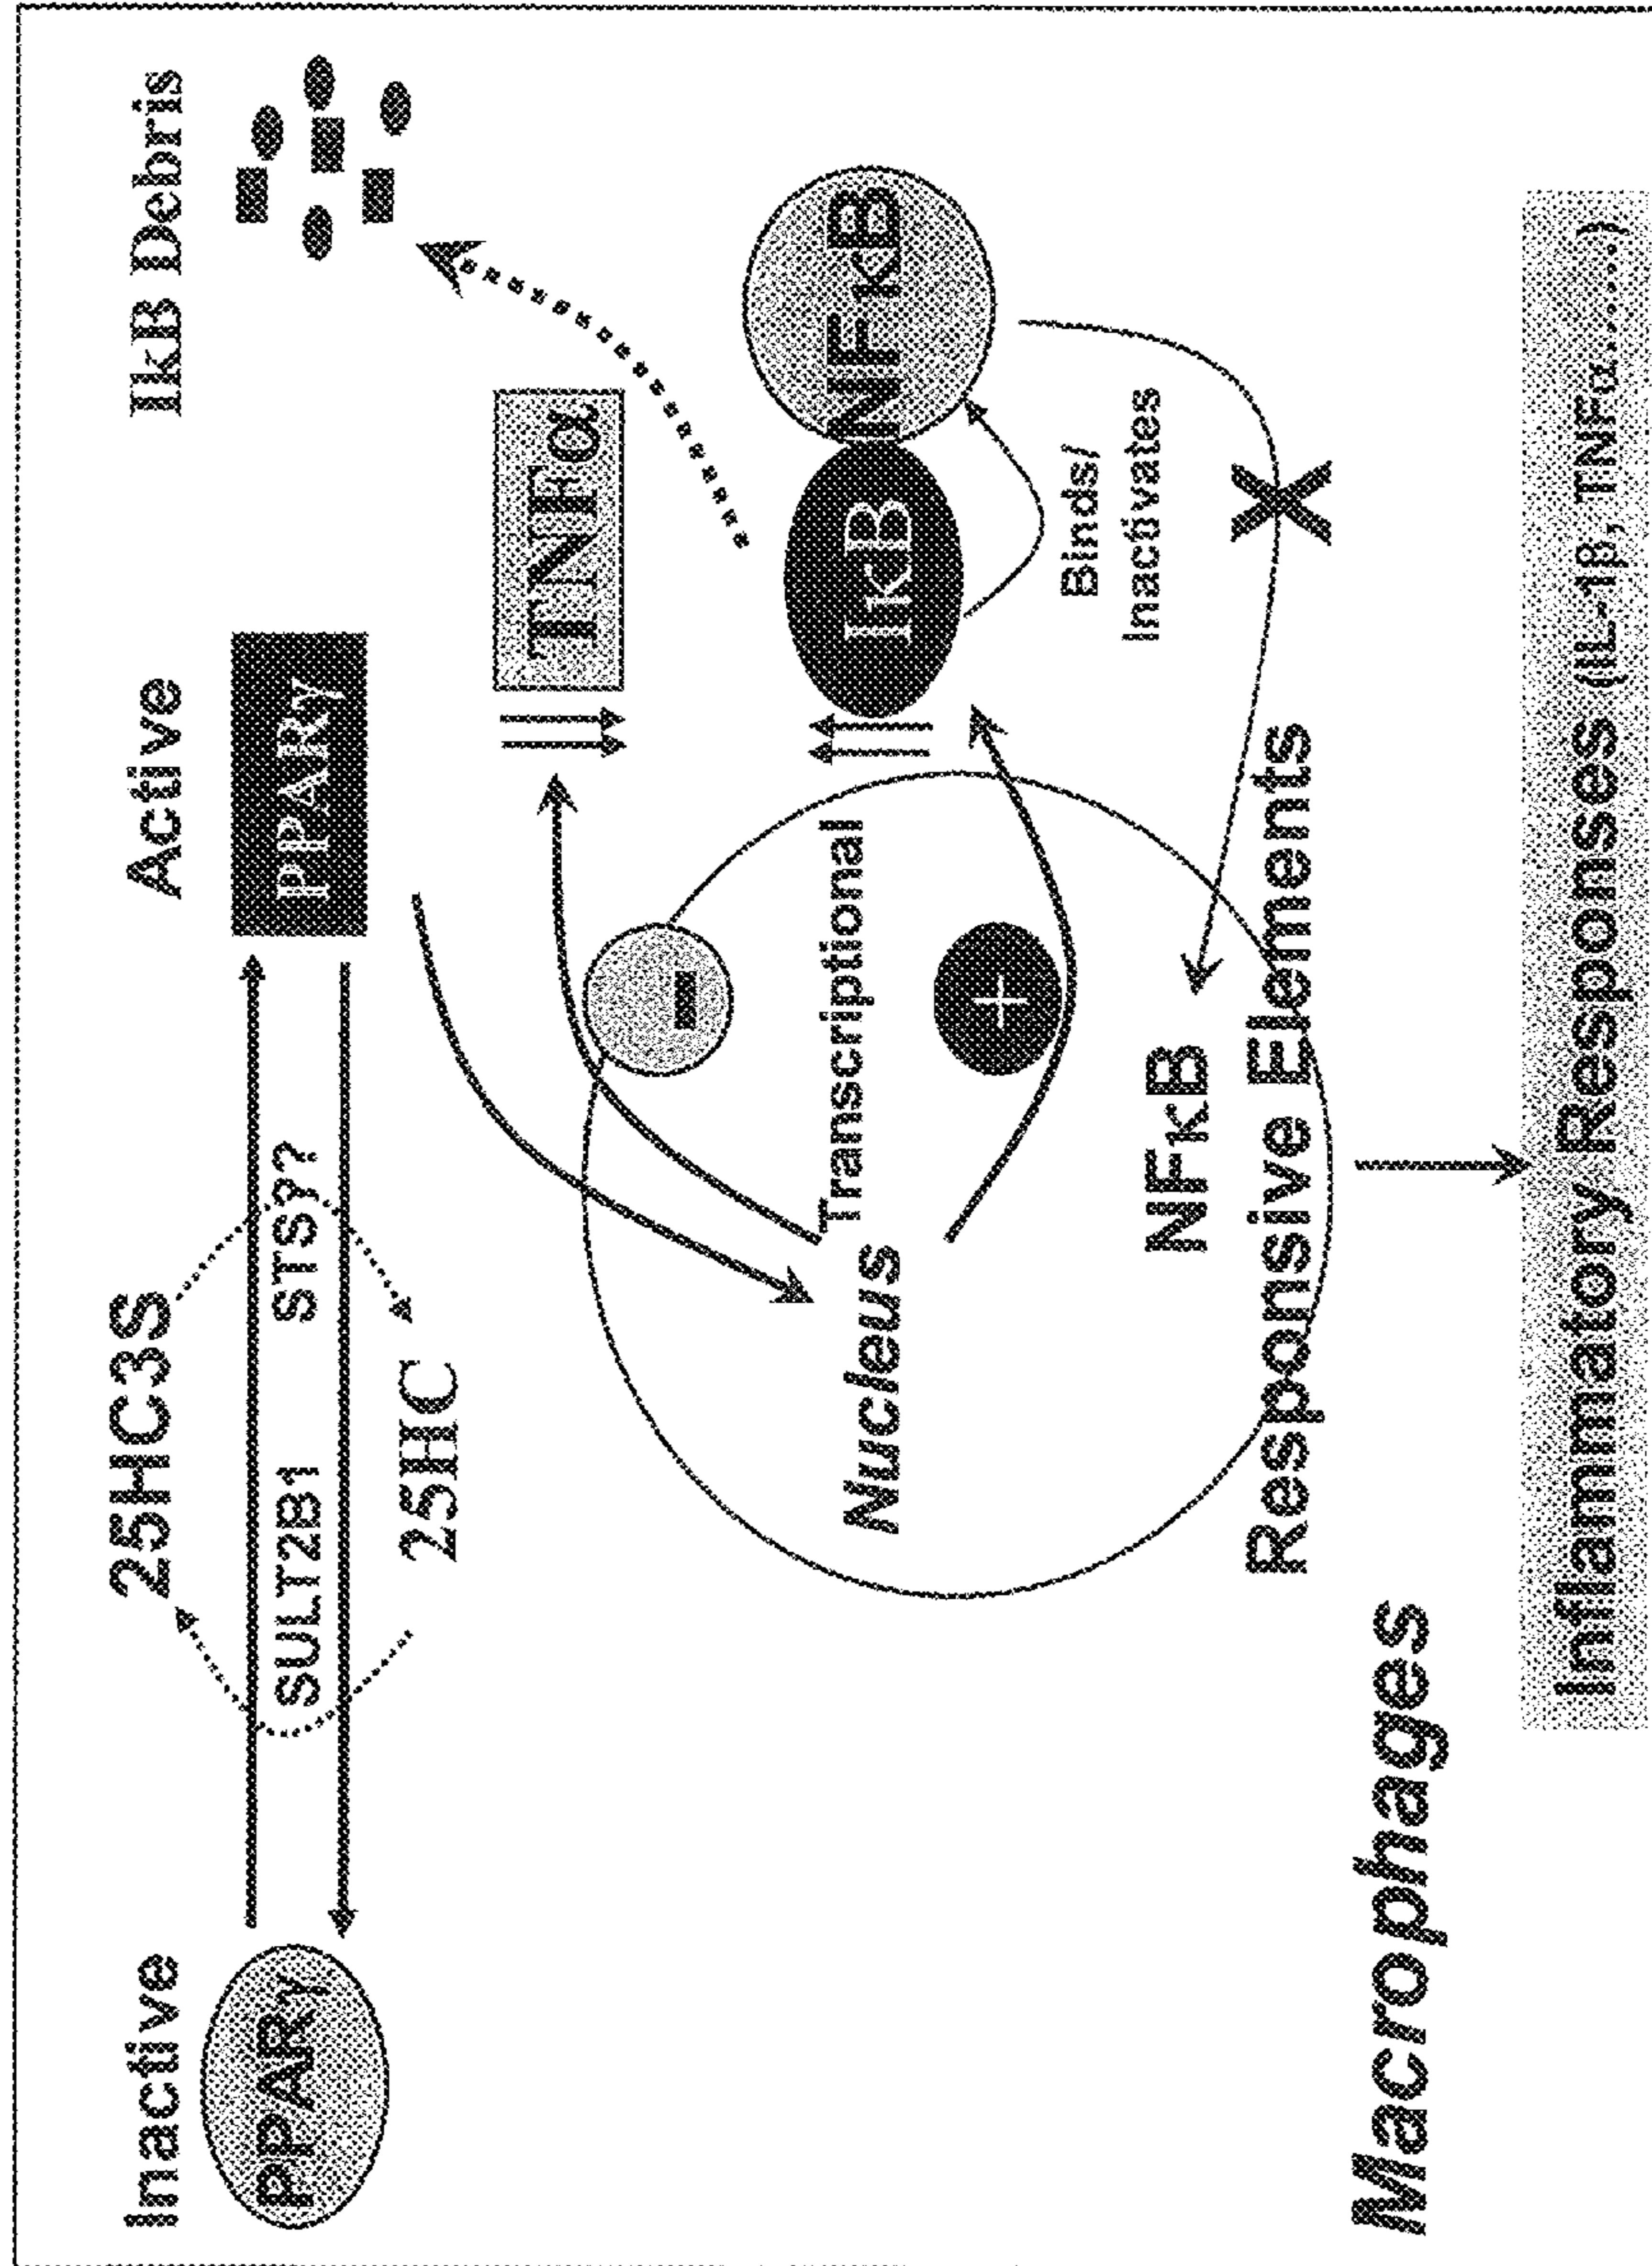 Inactive
PPARγ
25HC3S
SULT2B1
STS??
25HC
Active
PPARγ
IkB Debris
TNFα
IκB
NFκB
Binds/
Inactivates
Transcriptional
-
+
Nucleus
NFκB
Responsive Elements
X
Macrophages
Inflammatory Responses (IL-1β, TNFα.......)